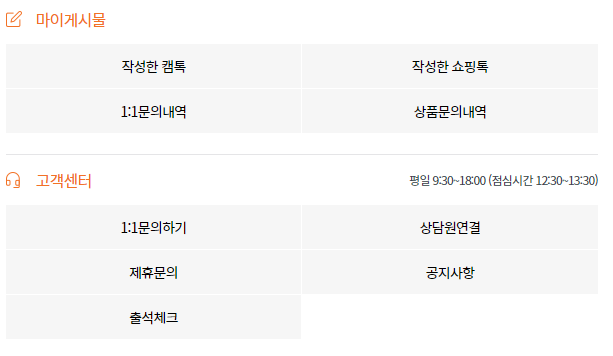 마이게시물
작성한 캠톡 작성한 쇼핑톡
1:1문의내역 상품문의내역
고객센터 평일 9:30~18:00 (점심시간 12:30~13:30)
1:1문의하기 상담원연결
제휴문의 공지사항
출석체크